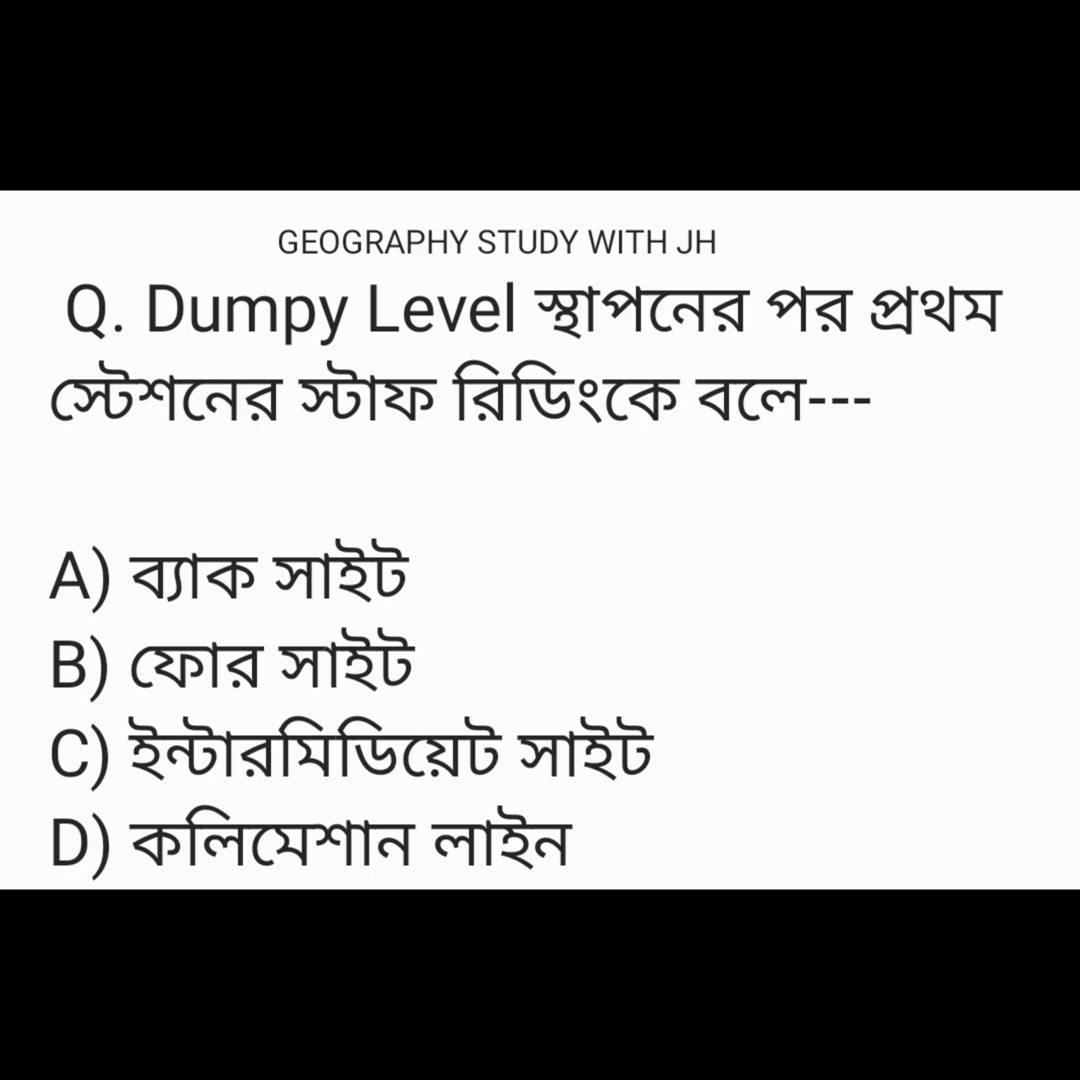 GEOGRAPHY STUDY WITH JH
Q. Dumpy Level স্থাপনের পর প্রথম
স্টেশনের স্টাফ রিডিংকে বলে---
A) ব্যাক সাইট
B) ফোর সাইট
C) ইন্টারমিডিয়েট সাইট
D) কলিমেশান লাইন